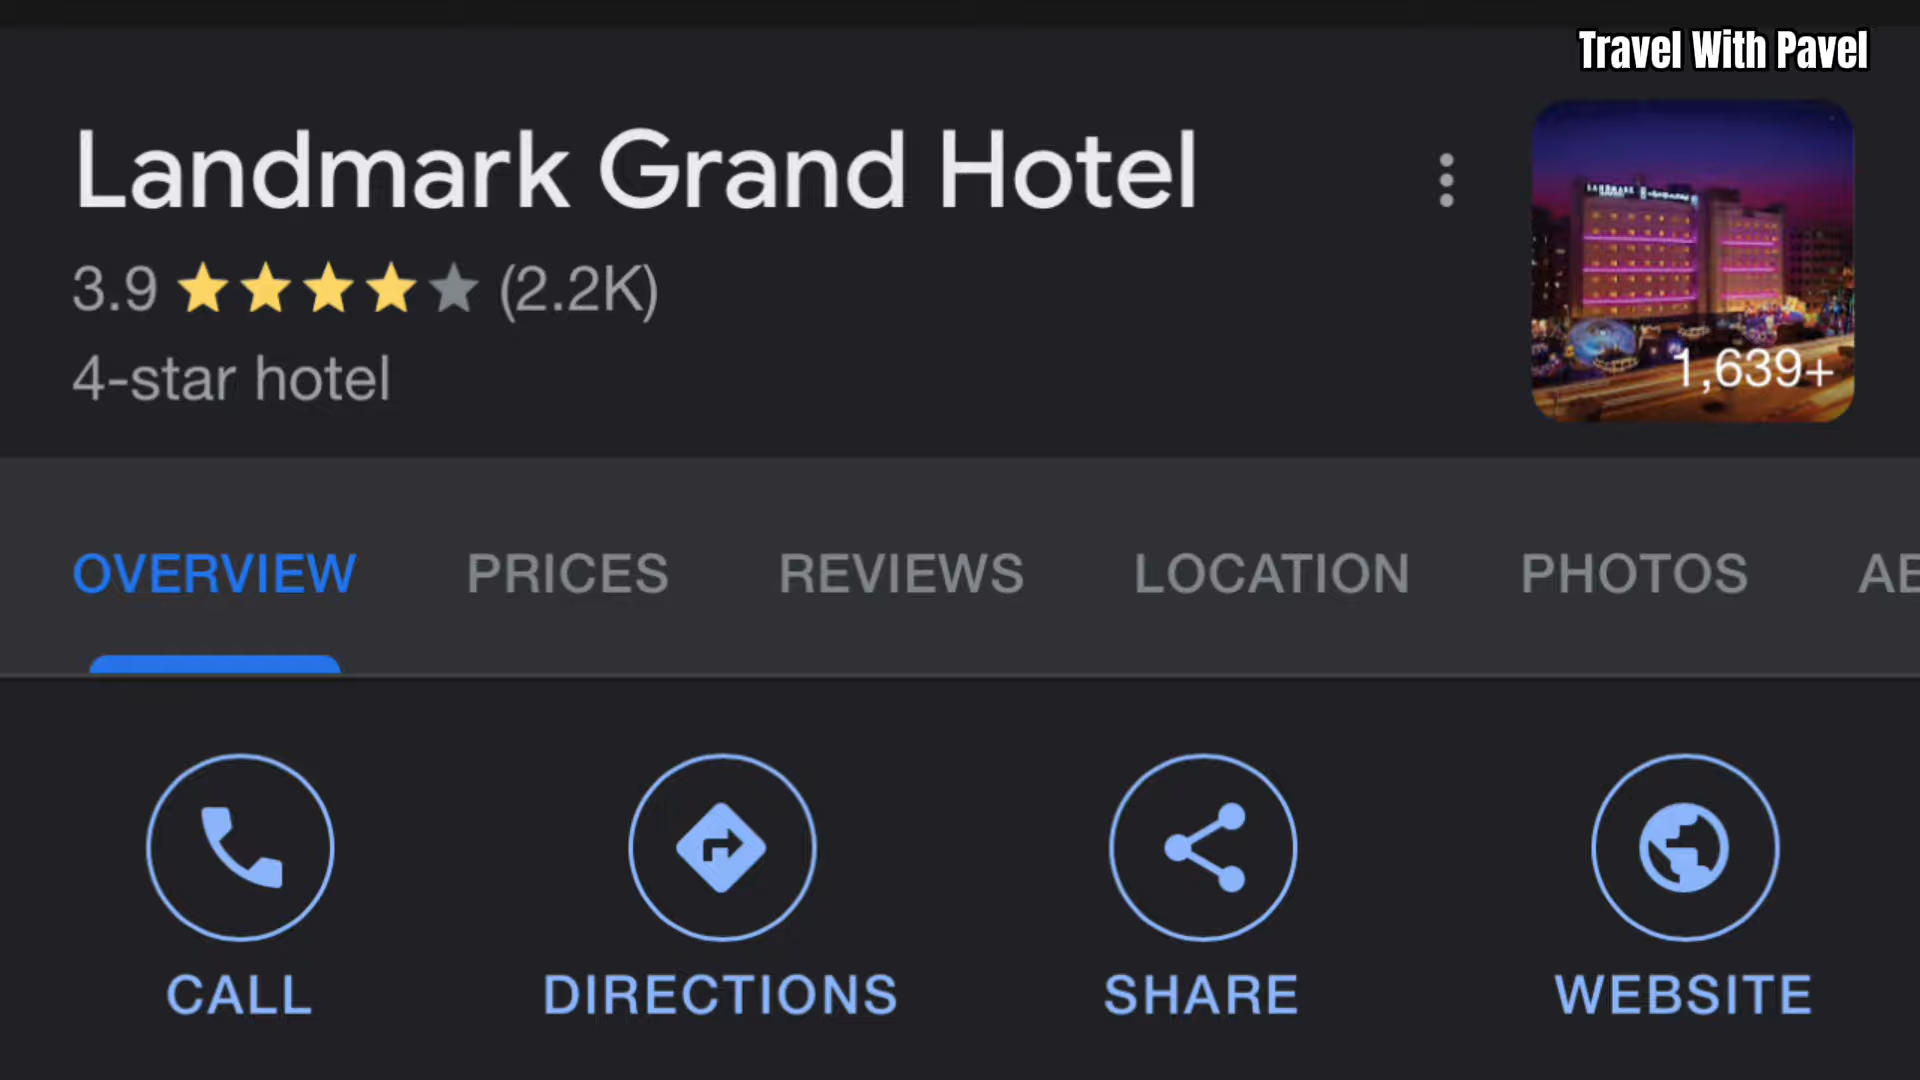 Travel With Pavel
Landmark Grand Hotel
3.9 (2.2K)
4-star hotel
LANDMARK
1,639+
OVERVIEW PRICES REVIEWS LOCATION PHOTOS
CALL DIRECTIONS SHARE WEBSITE